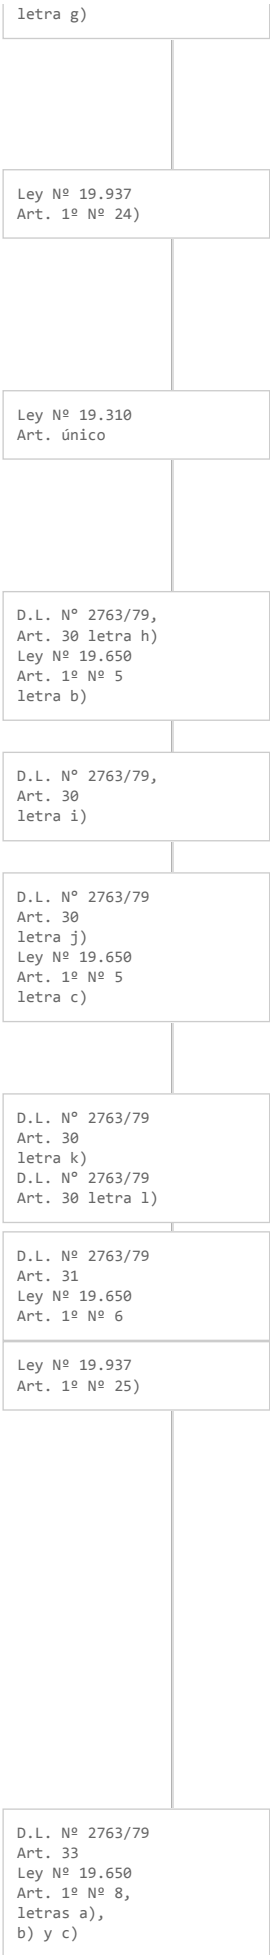 letra g)
Ley Nº 19.937
Art. 1º Nº 24)
Ley Nº 19.310
Art. único
D.L. N° 2763/79,
Art. 30 letra h)
Ley Nº 19.650
Art. 1º Nº 5
letra b)
D.L. N° 2763/79,
Art. 30
letra i)
D.L. N° 2763/79
Art. 30
letra j)
Ley Nº 19.650
Art. 1º Nº 5
letra c)
D.L. N° 2763/79
Art. 30
letra k)
D.L. N° 2763/79
Art. 30 letra l)
D.L. Nº 2763/79
Art. 31
Ley Nº 19.650
Art. 1º Nº 6
Ley Nº 19.937
Art. 1º Nº 25)
D.L. Nº 2763/79
Art. 33
Ley Nº 19.650
Art. 1º Nº 8,
letras a),
b) y c)